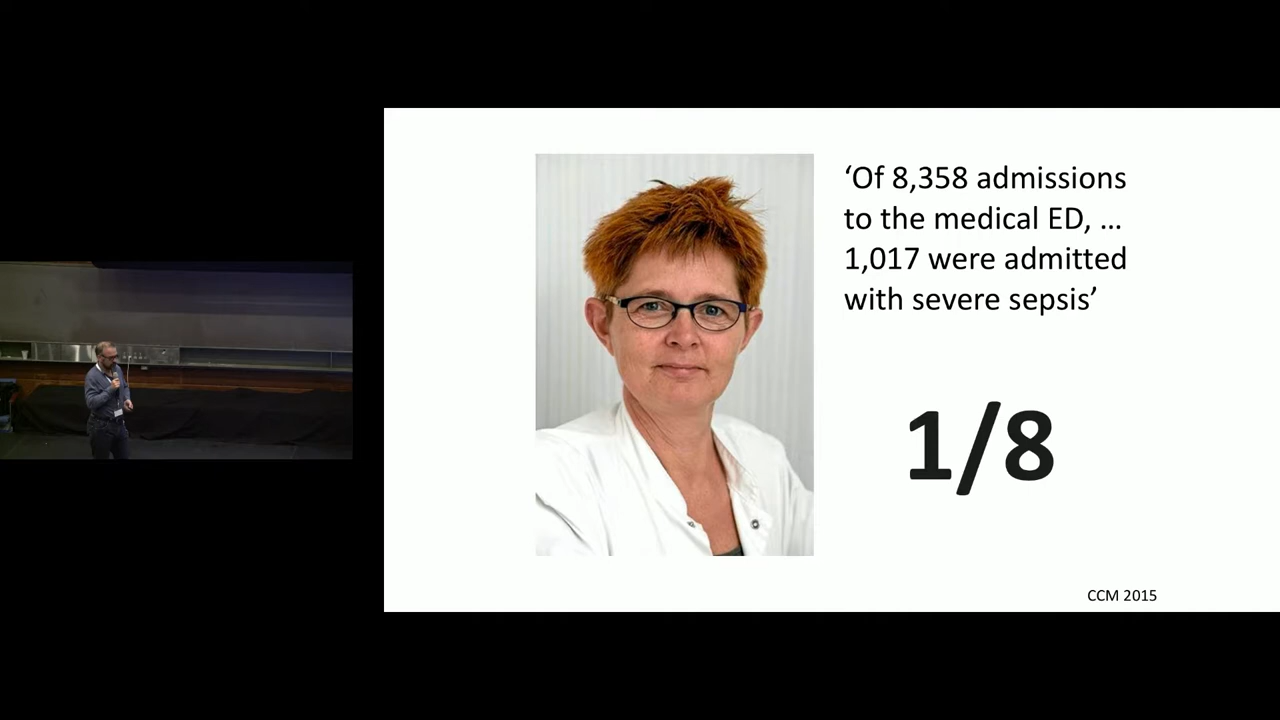 ‘Of 8,358 admissions
to the medical ED, ...
1,017 were admitted
with severe sepsis’
1/8
CCM 2015